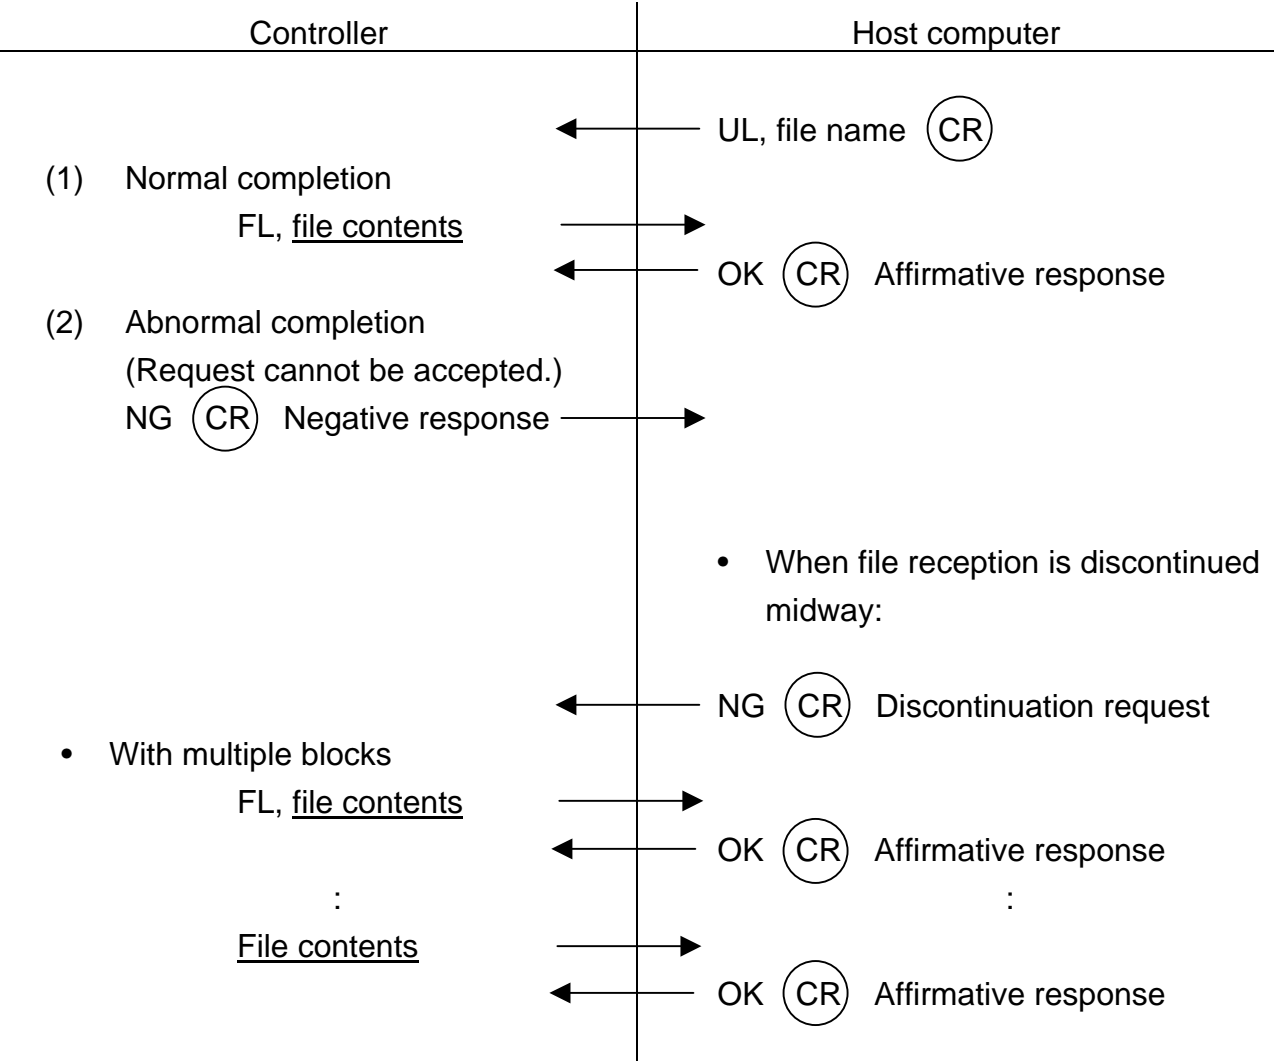 Controller Host computer
UL, file name CR
(1) Normal completion
FL, file contents
OK CR Affirmative response
(2) Abnormal completion
(Request cannot be accepted.)
NG CR Negative response
• When file reception is discontinued
midway:
NG CR Discontinuation request
• With multiple blocks
FL, file contents
OK CR Affirmative response
: :
File contents
OK CR Affirmative response